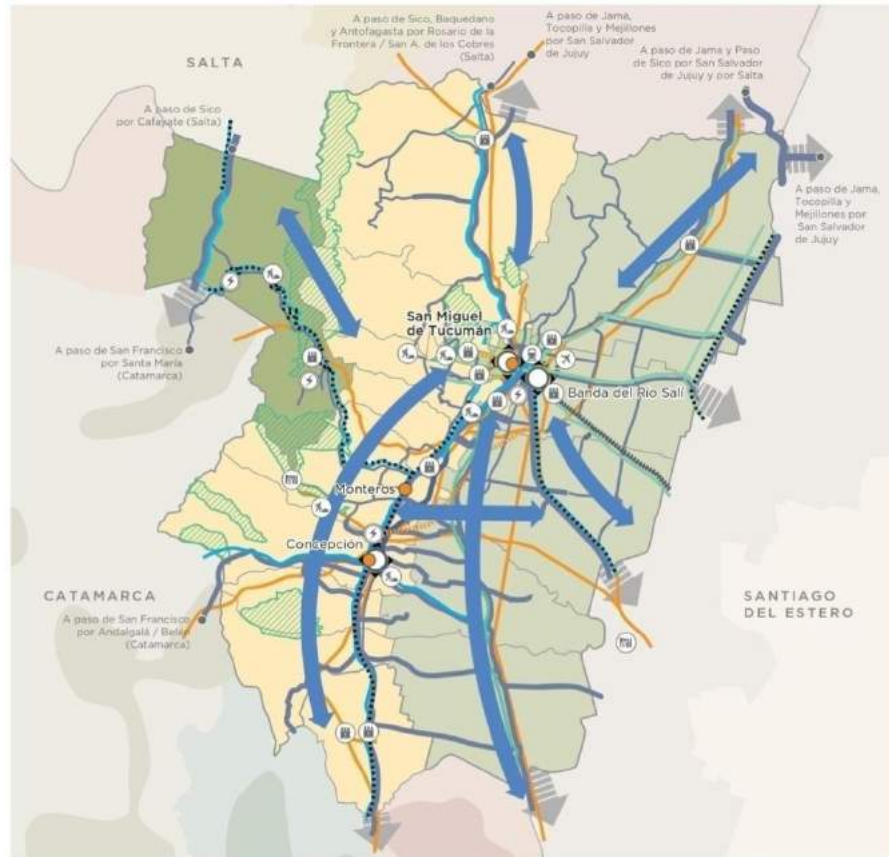 A paso de Sico, Baquedano
y Antofagasta por Rosario de la
Frontera / San A. de los Cobres
(Salta)
A paso de Jama,
Tocopilla y Mejillones
por San Salvador
de Jujuy
A paso de Jama y Paso
de Sico por San Salvador
de Jujuy y por Salta
SALTA
A paso de Sico
por Cafayate (Salta)
A paso de Jama,
Tocopilla y
Mejillones por
San Salvador
de Jujuy
San Miguel
de Tucumán
A paso de San Francisco
por Santa María
(Catamarca)
Banda del Río Salí
Monteros
Concepción
CATAMARCA
A paso de San Francisco
por Andalgalá / Belén
(Catamarca)
SANTIAGO
DEL ESTERO